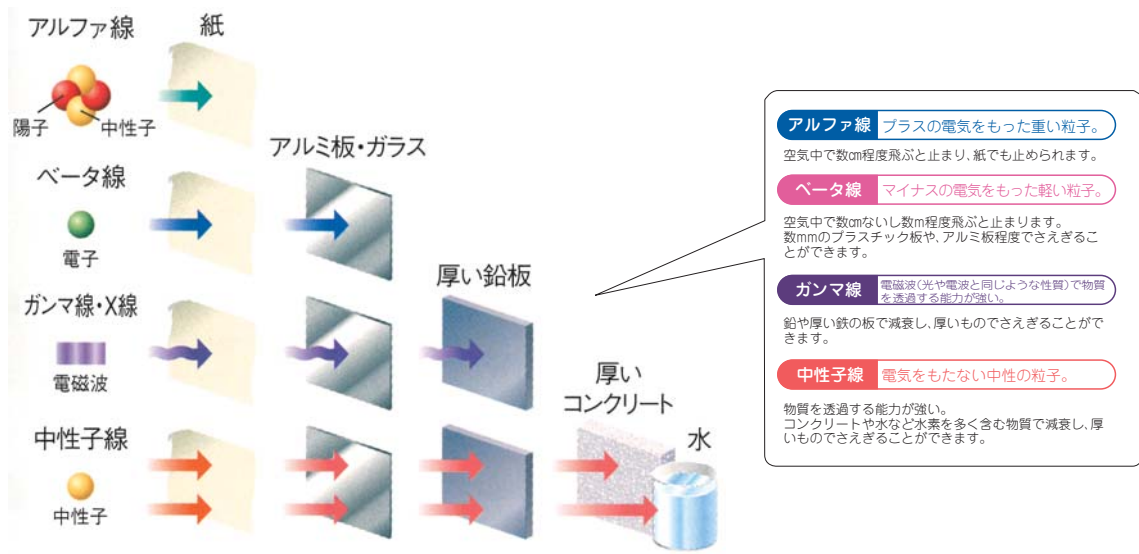 アルファ線
紙
陽子
中性子
アルミ板・ガラス
ベータ線
電子
厚い鉛板
ガンマ線・X線
電磁波
厚い
コンクリート
水
中性子線
中性子
アルファ線 プラスの電気をもった重い粒子。
空気中で数cm程度飛ぶと止まり、紙でも止められます。
ベータ線 マイナスの電気をもった軽い粒子。
空気中で数cmないし数m程度飛ぶと止まります。
数mmのプラスチック板や、アルミ板程度でさえぎるこ
とができます。
ガンマ線 電磁波（光や電波と同じような性質）で物質
を透過する能力が強い。
鉛や厚い鉄の板で減衰し、厚いものでさえぎることがで
きます。
中性子線 電気をもたない中性の粒子。
物質を透過する能力が強い。
コンクリートや水など水素を多く含む物質で減衰し、厚
いものでさえぎることができます。